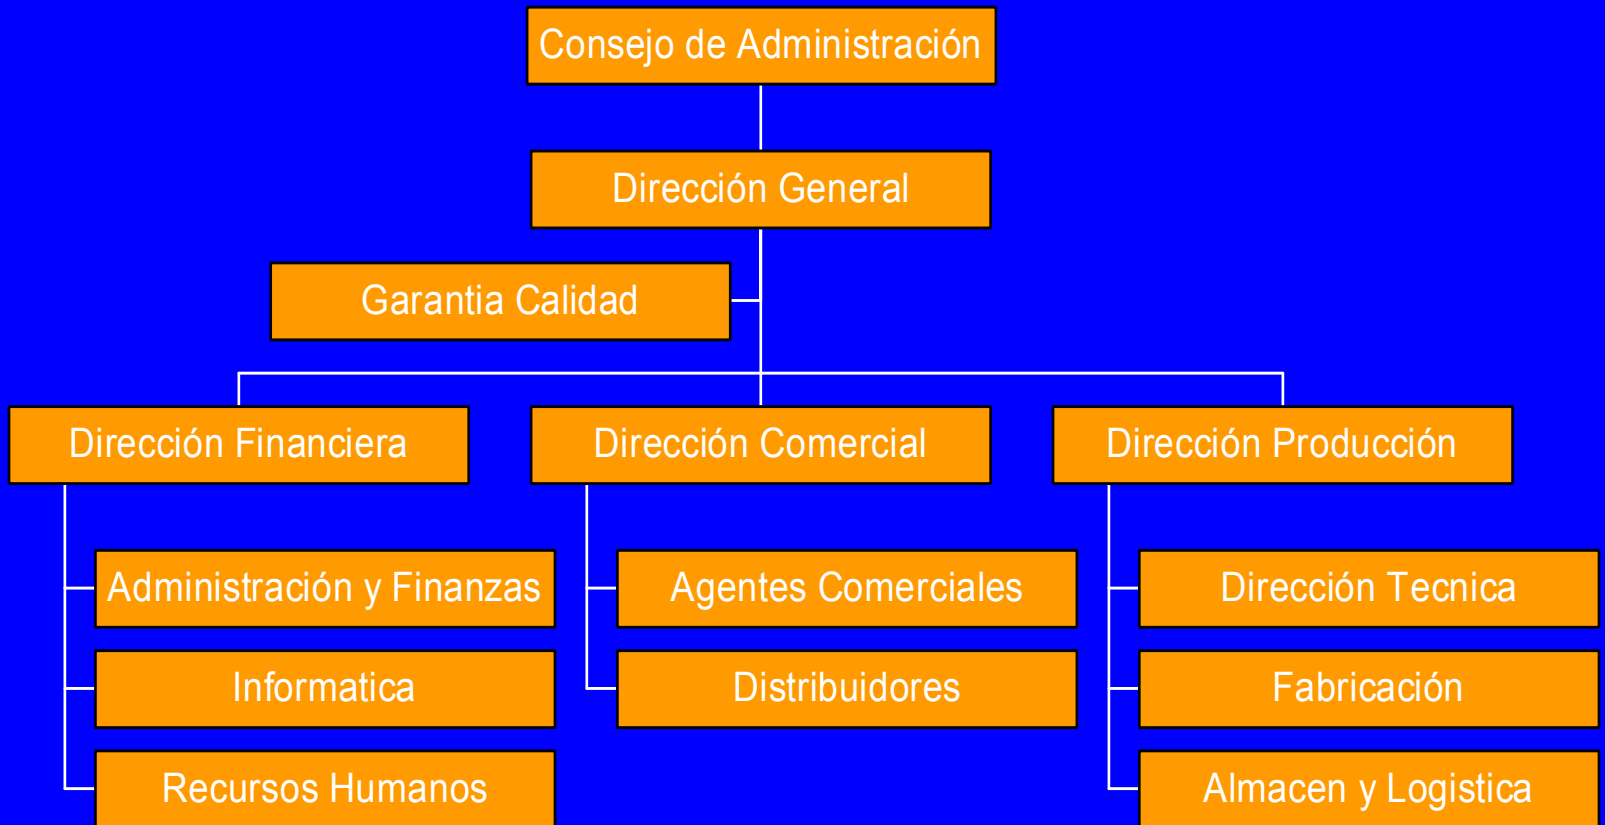 Consejo de Administración
Dirección General
Garantia Calidad
Dirección Financiera
Dirección Comercial
Dirección Producción
Administración y Finanzas
Agentes Comerciales
Dirección Tecnica
Informatica
Distribuidores
Fabricación
Recursos Humanos
Almacen y Logistica